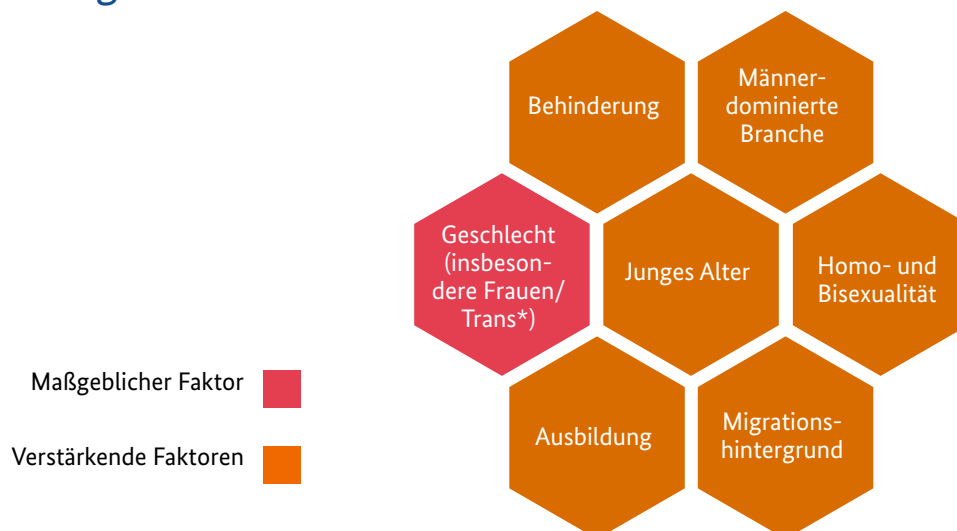 Behinderung
Männer-
dominierte
Branche
Geschlecht
(insbeson-
dere Frauen/
Trans*)
Junges Alter
Homo- und
Bisexualität
Maßgeblicher Faktor
Verstärkende Faktoren
Ausbildung
Migrations-
hintergrund